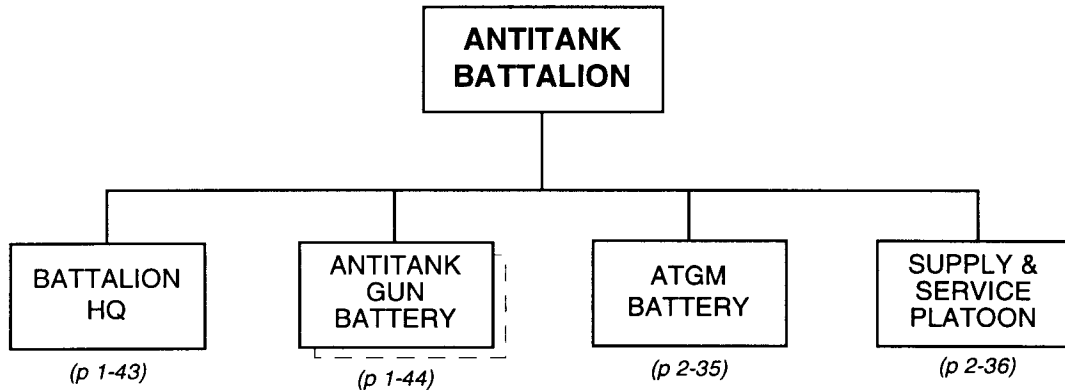 ANTITANK
BATTALION
BATTALION
HQ
(p 1-43)
ANTITANK
GUN
BATTERY
(p 1-44)
ATGM
BATTERY
(p 2-35)
SUPPLY &
SERVICE
PLATOON
(p 2-36)